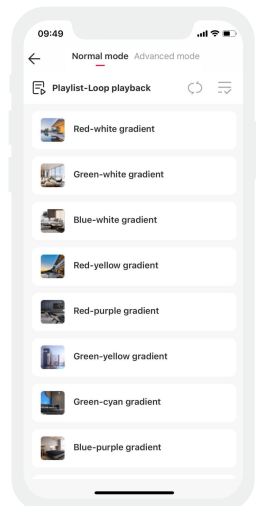 09:49
Normal mode Advanced mode
Playlist-Loop playback
Red-white gradient
Green-white gradient
Blue-white gradient
Red-yellow gradient
Red-purple gradient
Green-yellow gradient
Green-cyan gradient
Blue-purple gradient